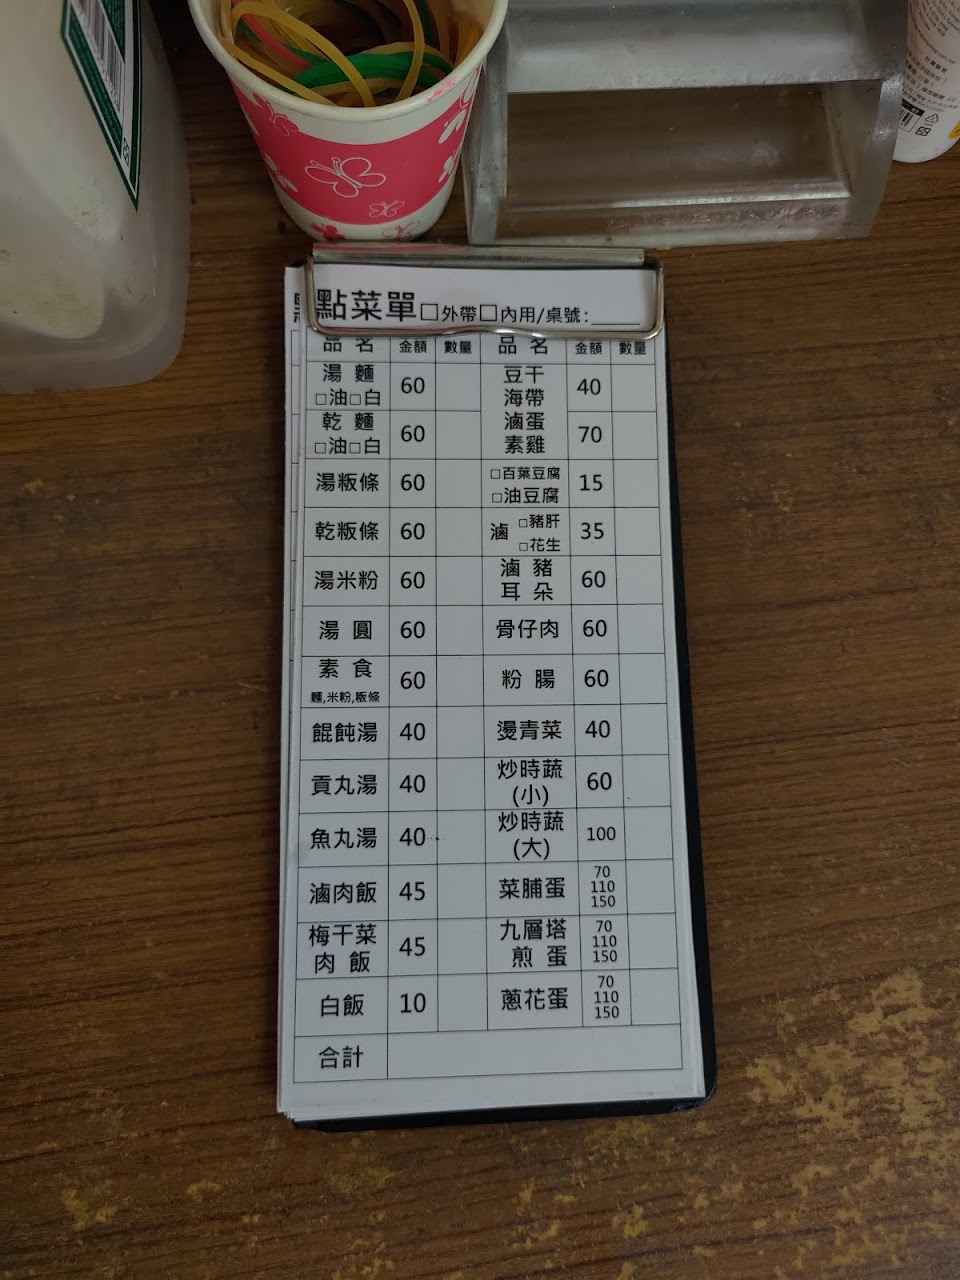 點菜單□外帶□內用/桌號:____
品 名 金額 數量 品 名 金額 數量
湯 麵
□油□白
60
豆干
海帶
40
乾 麵
□油□白
60
滷蛋
素雞
70
湯粄條 60
□百葉豆腐
□油豆腐
15
乾粄條 60
滷 □豬肝
□花生
35
湯米粉 60
滷 豬
耳 朵
60
湯 圓 60 骨仔肉 60
素 食
麵,米粉,粄條
60
粉 腸 60
餛飩湯 40 燙青菜 40
貢丸湯 40
炒時蔬
(小)
60
魚丸湯 40
炒時蔬
(大)
100
滷肉飯 45 菜脯蛋
70
110
150
梅干菜
肉 飯
45
九層塔
煎 蛋
70
110
150
白飯 10 蔥花蛋
70
110
150
合計